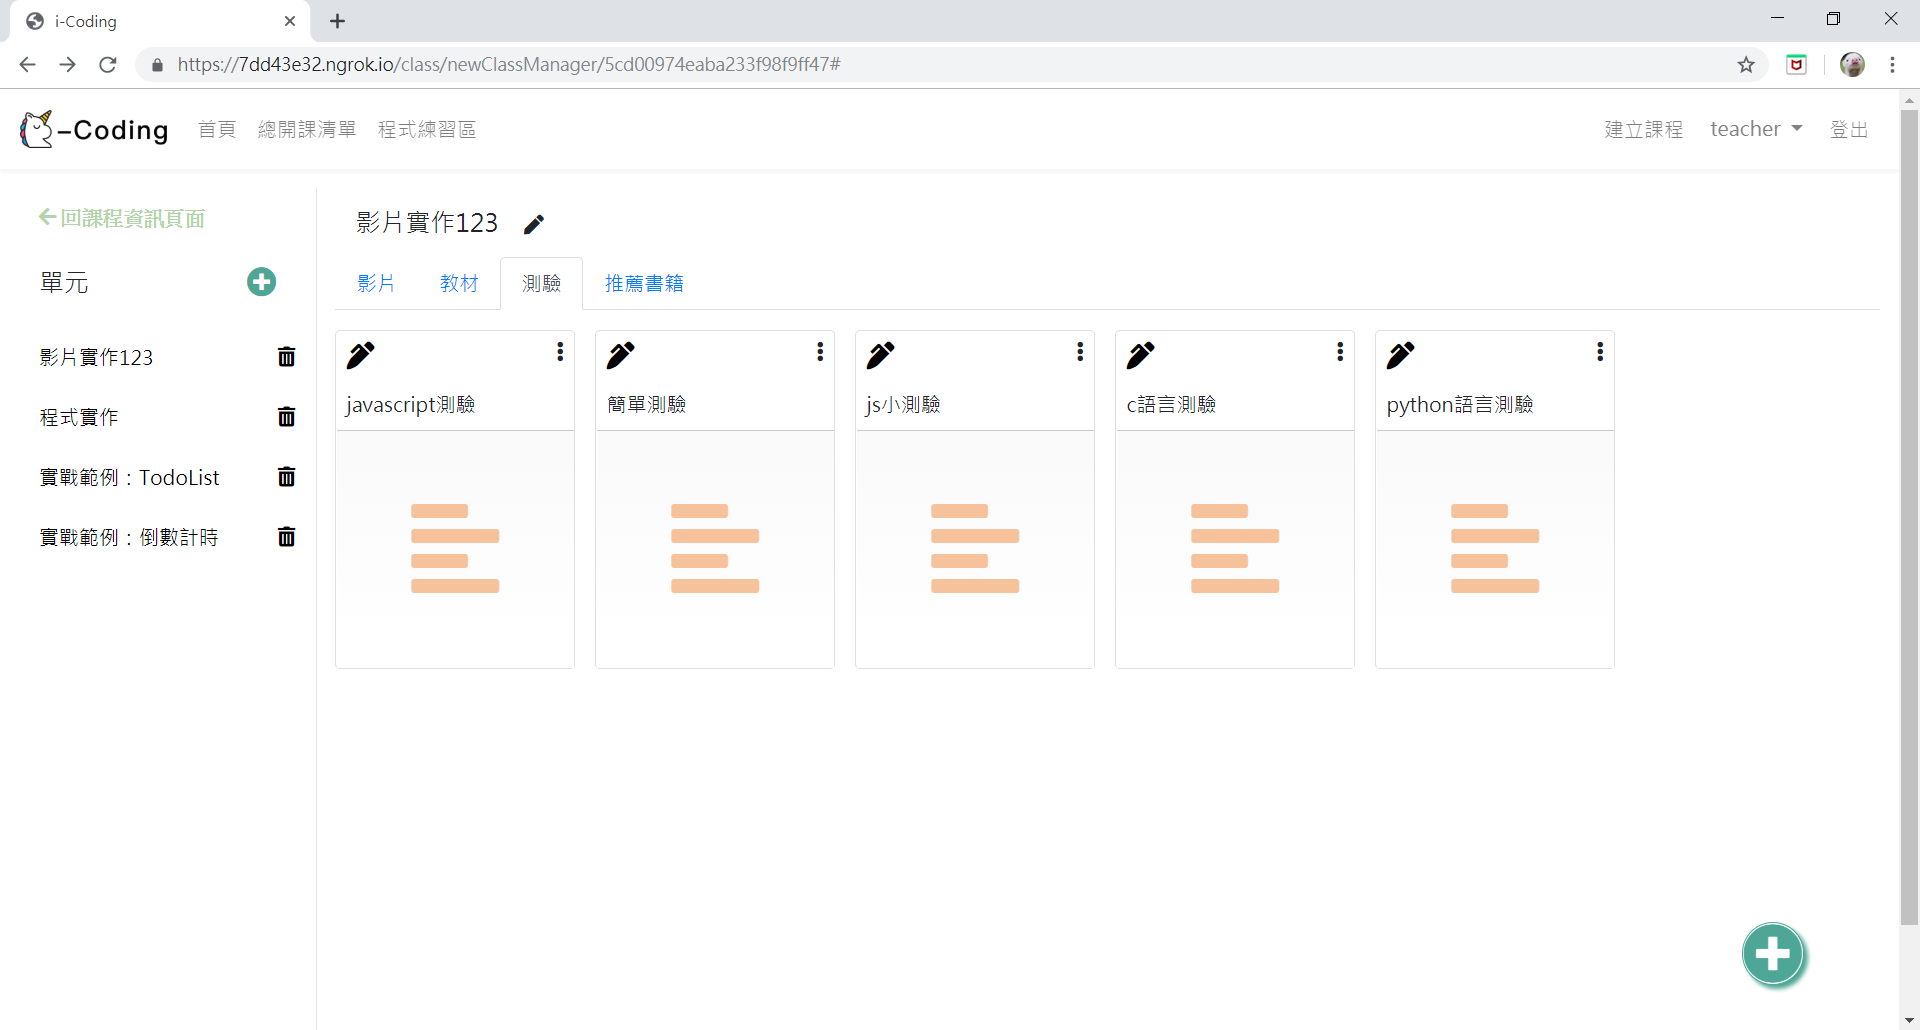 i-Coding
https://7dd43e32.ngrok.io/class/newClassManager/5cd00974eaba233f98f9ff47#
-Coding 首頁 總開課清單 程式練習區 建立課程 teacher 登出
回課程資訊頁面
單元
影片實作123
程式實作
實戰範例：TodoList
實戰範例：倒數計時
影片實作123
影片 教材 測驗 推薦書籍
javascript測驗 簡單測驗 js小測驗 c語言測驗 python語言測驗